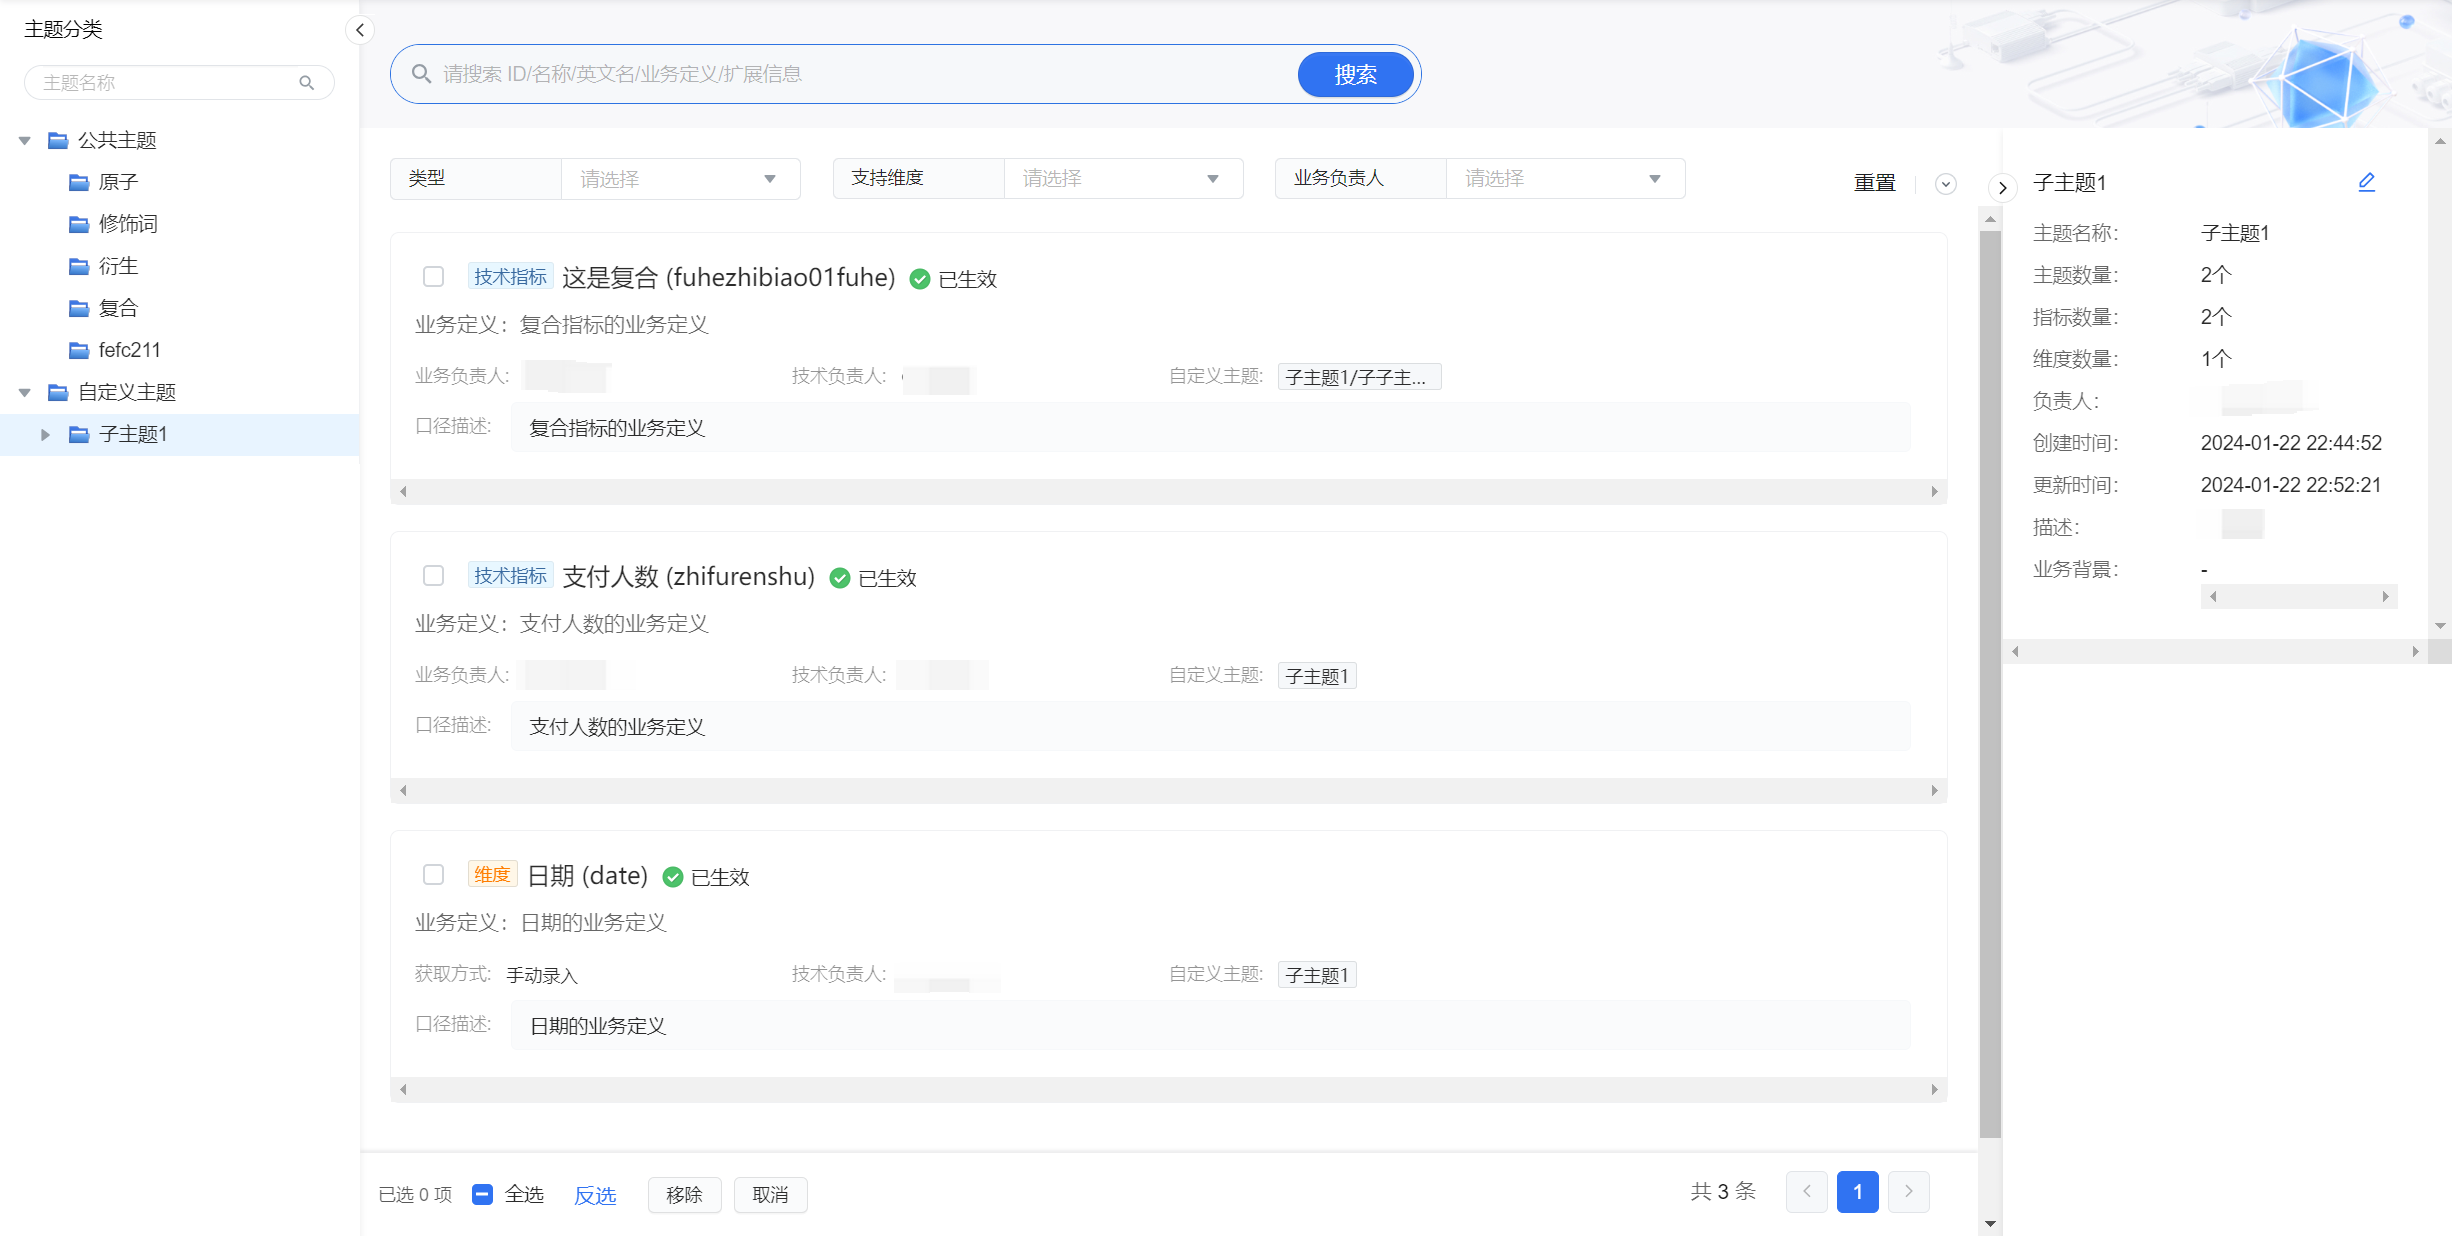 主题分类
主题名称
公共主题
原子
修饰词
衍生
复合
fefc211
自定义主题
子主题1
请搜索 ID/名称/英文名/业务定义/扩展信息
搜索
类型 请选择 支持维度 请选择 业务负责人 请选择 重置
技术指标 这是复合 (fuhezhibiao01fuhe) 已生效
业务定义：复合指标的业务定义
业务负责人: 技术负责人: 自定义主题: 子主题1/子子主...
口径描述: 复合指标的业务定义
技术指标 支付人数 (zhifurenshu) 已生效
业务定义：支付人数的业务定义
业务负责人: 技术负责人: 自定义主题: 子主题1
口径描述: 支付人数的业务定义
维度 日期 (date) 已生效
业务定义：日期的业务定义
获取方式: 手动录入 技术负责人: 自定义主题: 子主题1
口径描述: 日期的业务定义
已选 0 项 全选 反选 移除 取消 共 3 条 1
子主题1
主题名称： 子主题1
主题数量： 2个
指标数量： 2个
维度数量： 1个
负责人：
创建时间： 2024-01-22 22:44:52
更新时间： 2024-01-22 22:52:21
描述：
业务背景： -